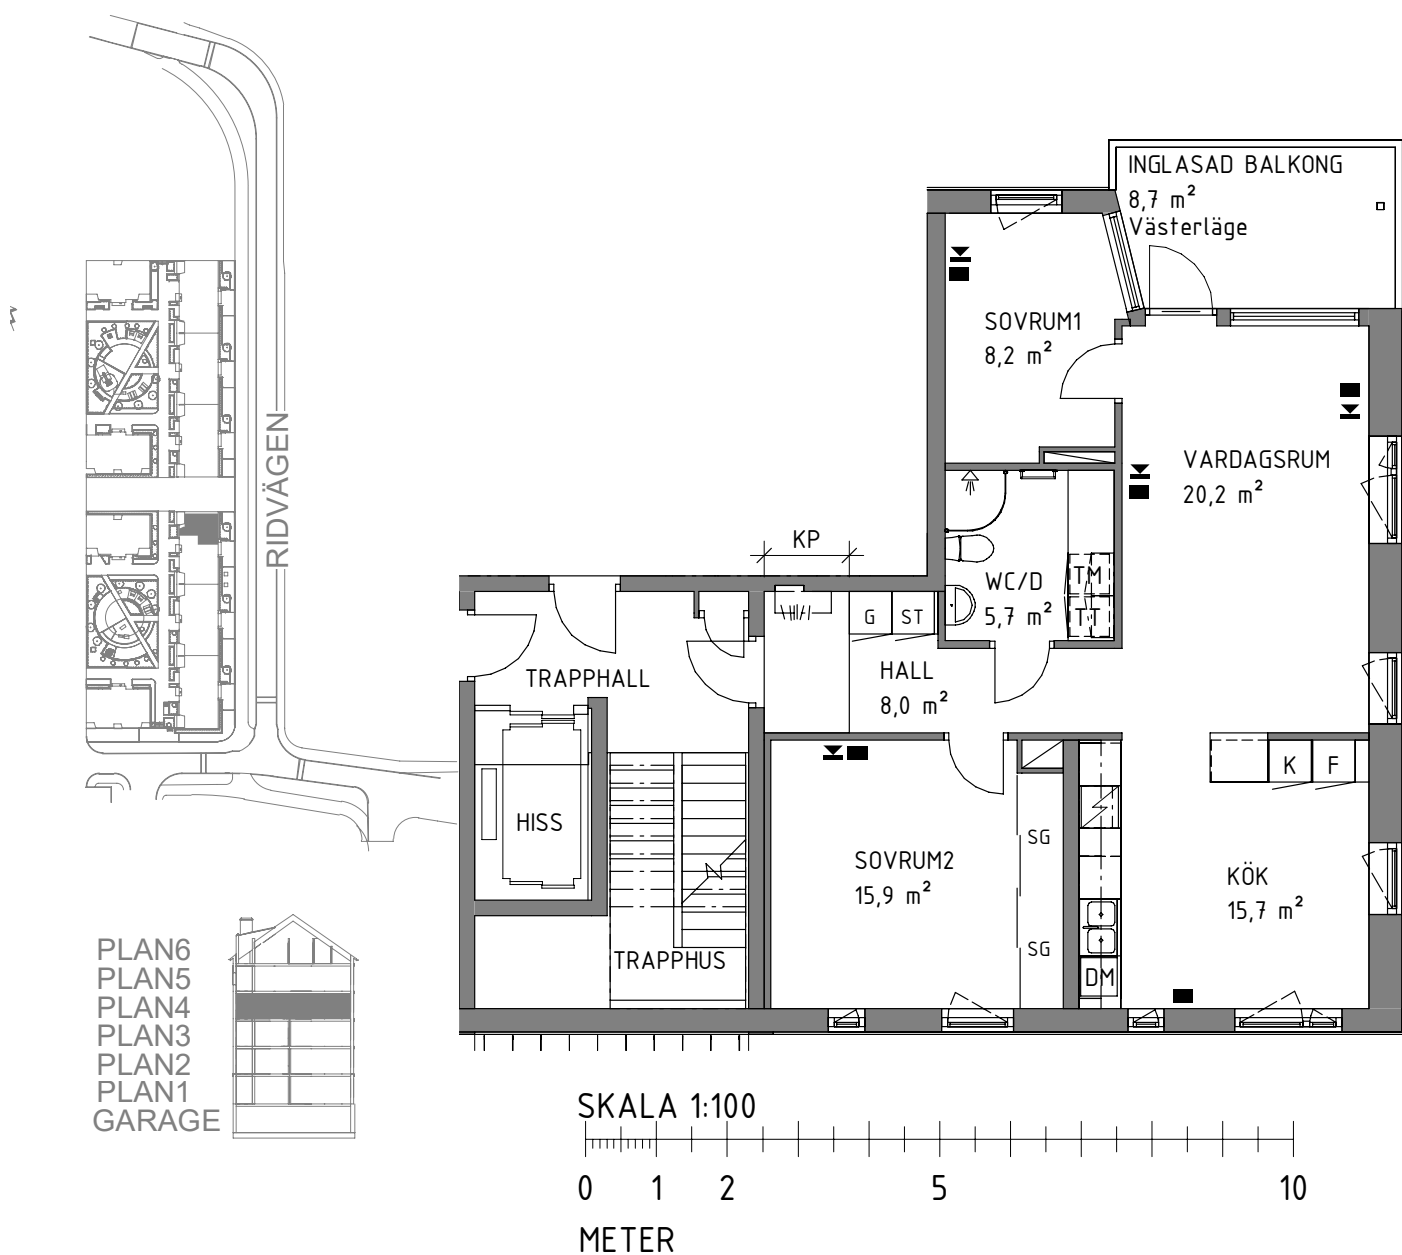 INGLASAD BALKONG
8,7 m²
Västerläge
SOVRUM1
8,2 m²
VARDAGSRUM
20,2 m²
RIDVÄGEN
KP
WC/D
5,7 m²
TM
TT
G
ST
TRAPPHALL
HALL
8,0 m²
K
F
HISS
SG
SOVRUM2
15,9 m²
KÖK
15,7 m²
SG
TRAPPHUS
DM
PLAN6
PLAN5
PLAN4
PLAN3
PLAN2
PLAN1
GARAGE
SKALA 1:100
0 1 2 5 10
METER